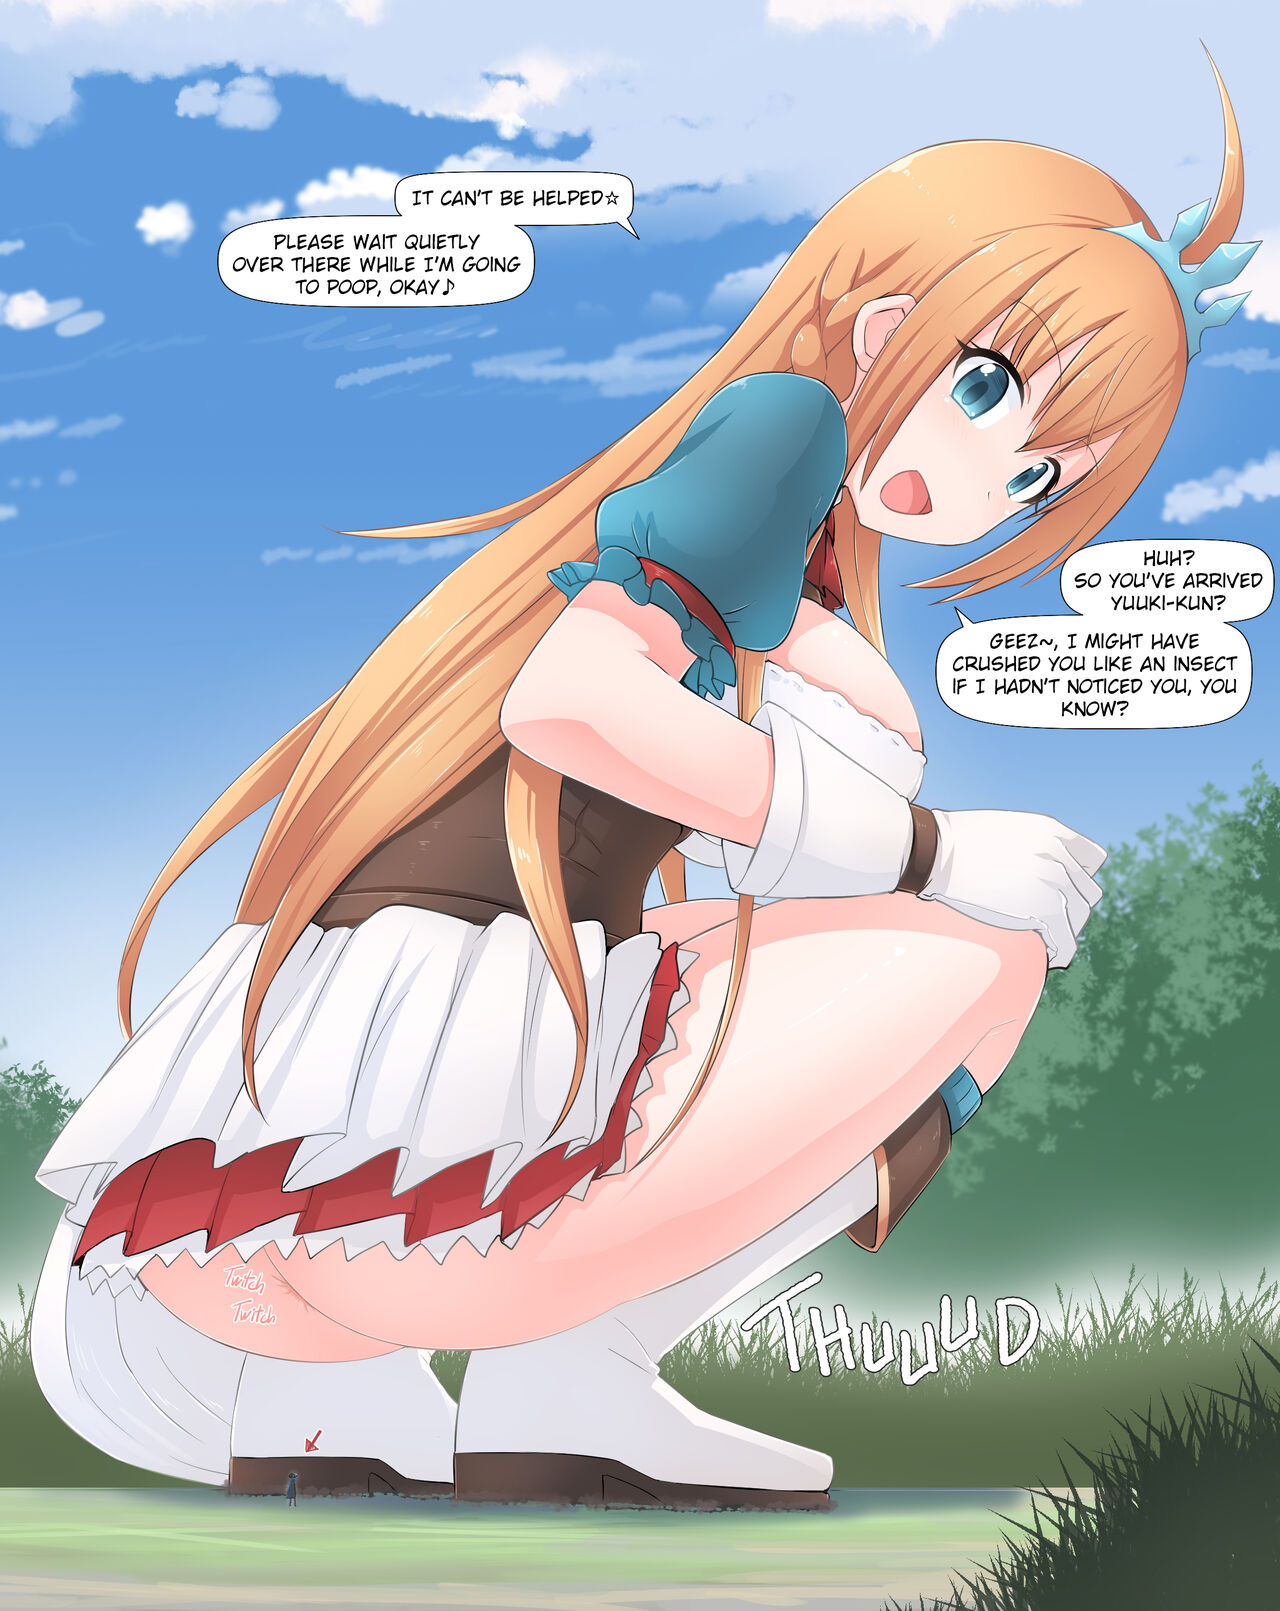 HUH?
SO YOU'VE ARRIVED
YUUKI-KUN?
GEEZ~, I MIGHT HAVE
CRUSHED YOU LIKE AN INSECT
IF I HADN'T NOTICED YOU, YOU
KNOW?
IT CAN'T BE HELPED☆
PLEASE WAIT QUIETLY
OVER THERE WHILE I'M GOING
TO POOP, OKAY♪
Twitch
Twitch
THUUUD